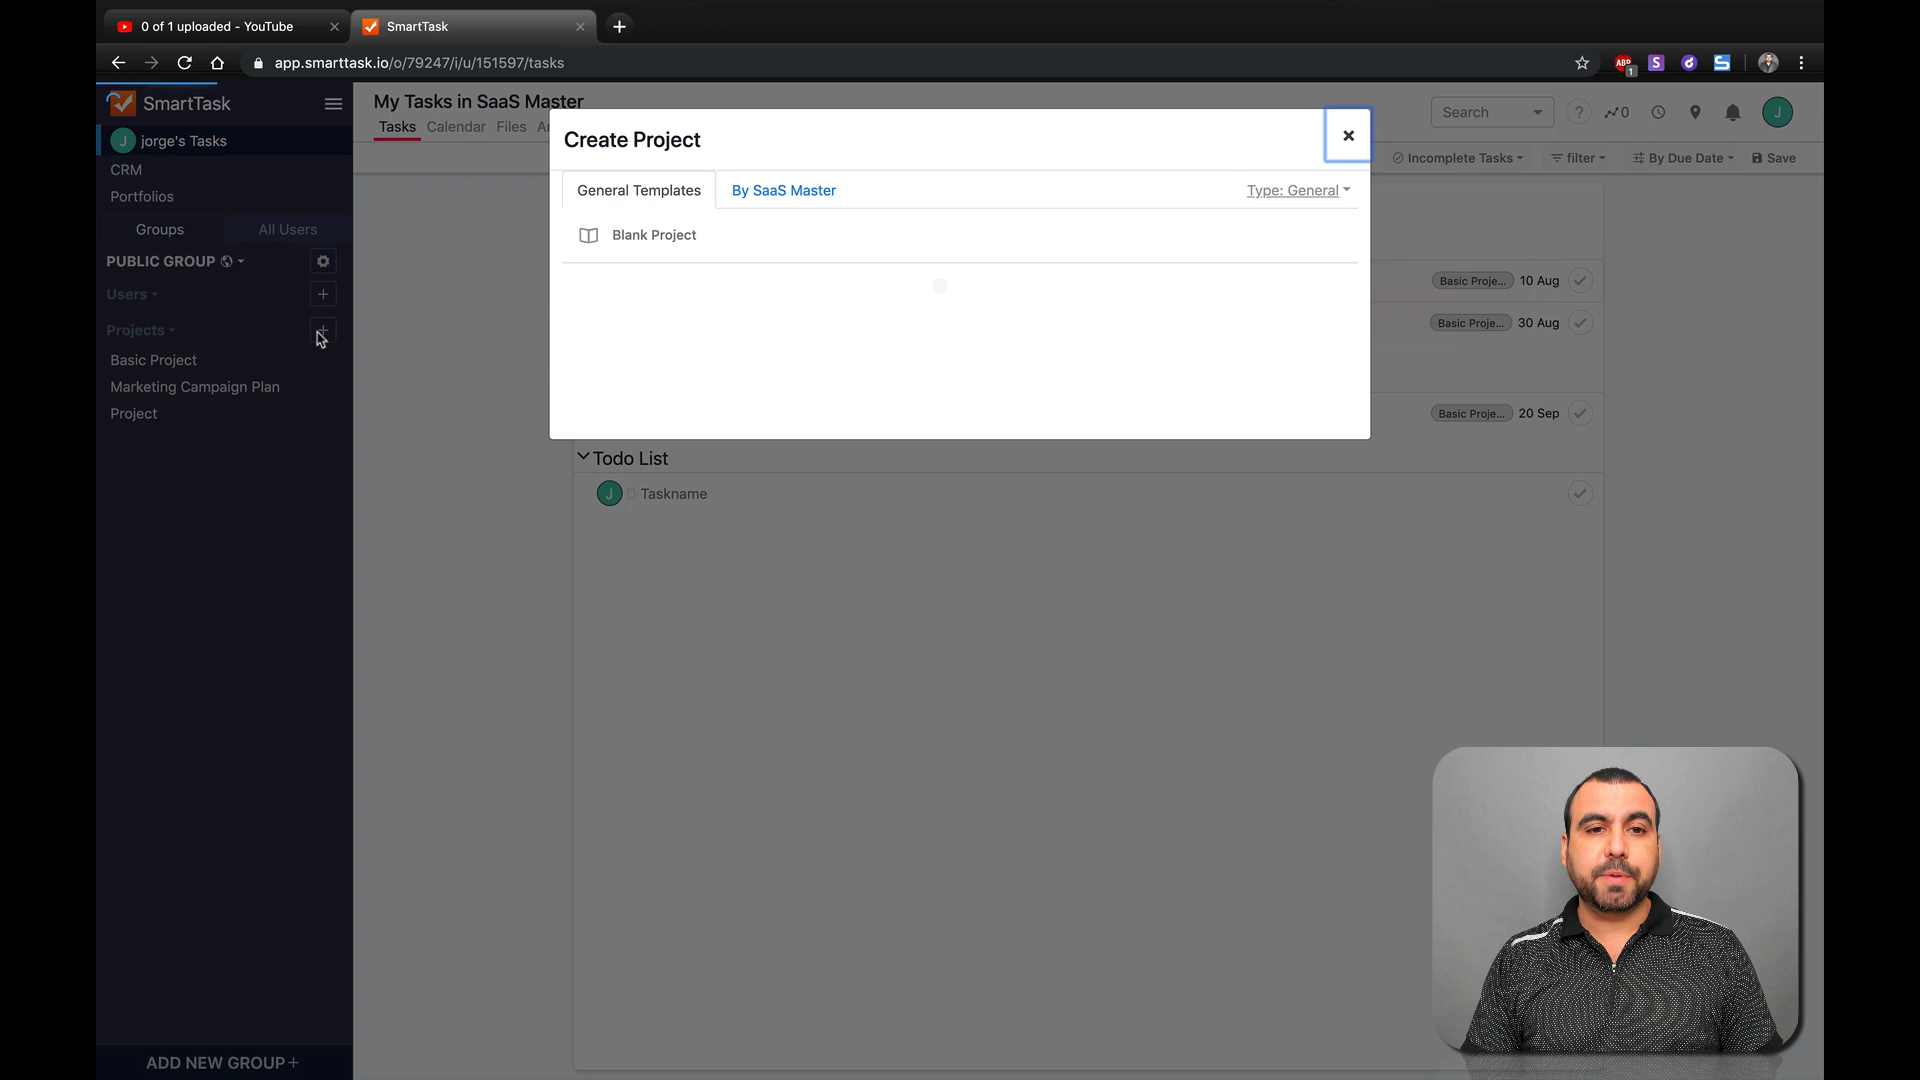 0 of 1 uploaded - YouTube
SmartTask
app.smarttask.io/o/79247/i/u/151597/tasks
ABP
1
S
SmartTask
J jorge's Tasks
CRM
Portfolios
Groups
All Users
PUBLIC GROUP
Users
Projects
Basic Project
Marketing Campaign Plan
Project
ADD NEW GROUP+
My Tasks in SaaS Master
Tasks Calendar Files
Search
?
0
J
Incomplete Tasks
filter
By Due Date
Save
Create Project
×
General Templates
By SaaS Master
Type: General
Blank Project
Basic Proje... 10 Aug
Basic Proje... 30 Aug
Basic Proje... 20 Sep
Todo List
J Taskname